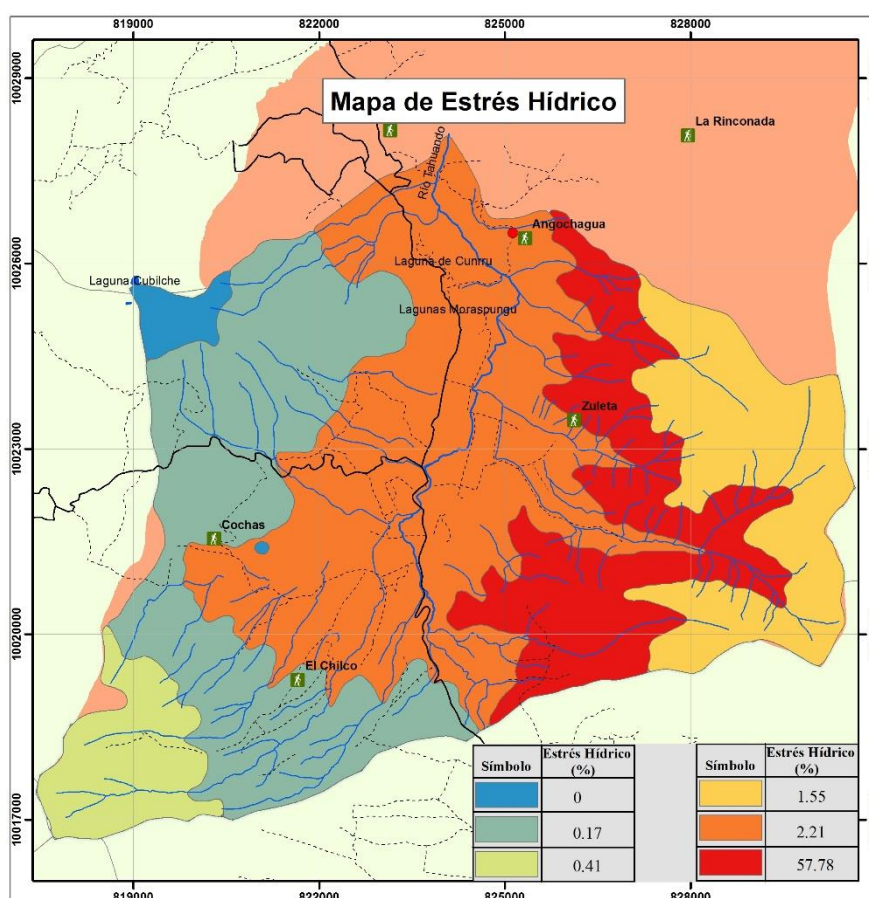 819000 822000 825000 828000
10029000
Mapa de Estrés Hídrico
La Rinconada
Río Tahuando
Angochagua
10026000
Laguna de Cunrru
Laguna Cubilche
Lagunas Moraspungu
Zuleta
10023000
Cochas
10020000
El Chilco
Símbolo Estrés Hídrico (%)
0
0.17
0.41
Símbolo Estrés Hídrico (%)
1.55
2.21
57.78
10017000
819000 822000 825000 828000